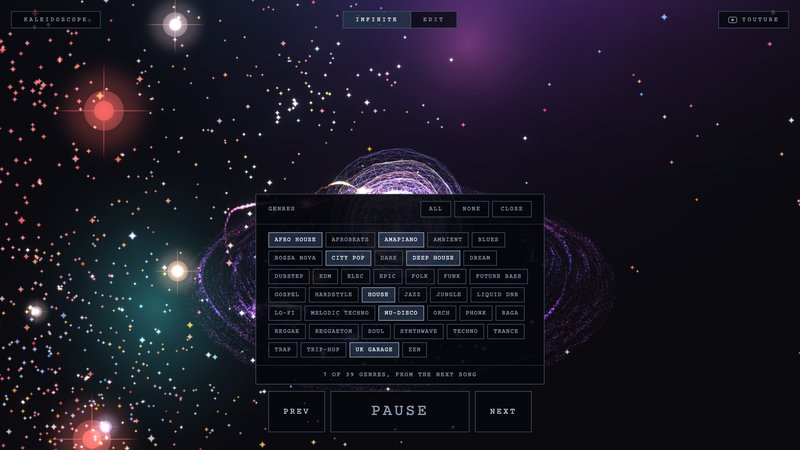 KALEIDOSCOPE
INFINITE EDIT
YOUTUBE
GENRES ALL NONE CLOSE
AFRO HOUSE AFROBEATS AMAPIANO AMBIENT BLUES
BOSSA NOVA CITY POP DARK DEEP HOUSE DREAM
DUBSTEP EDM ELEC EPIC FOLK FUNK FUTURE BASS
GOSPEL HARDSTYLE HOUSE JAZZ JUNGLE LIQUID DNB
LO-FI MELODIC TECHNO NU-DISCO ORCH PHONK RAGA
REGGAE REGGAETON SOUL SYNTHWAVE TECHNO TRANCE
TRAP TRIP-HOP UK GARAGE ZEN
7 OF 39 GENRES, FROM THE NEXT SONG
PREV PAUSE NEXT